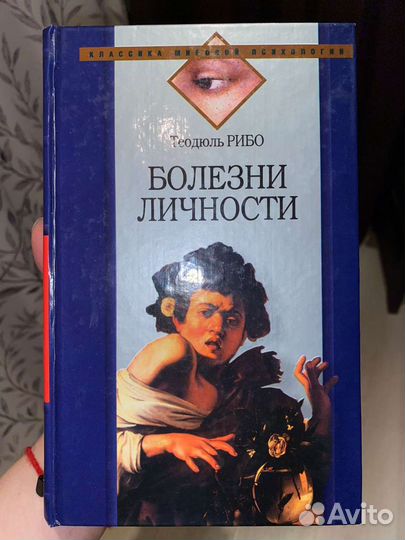 КЛАССИКА МИРОВОЙ ПСИХОЛОГИИ
Теодюль РИБО
БОЛЕЗНИ
ЛИЧНОСТИ
Avito